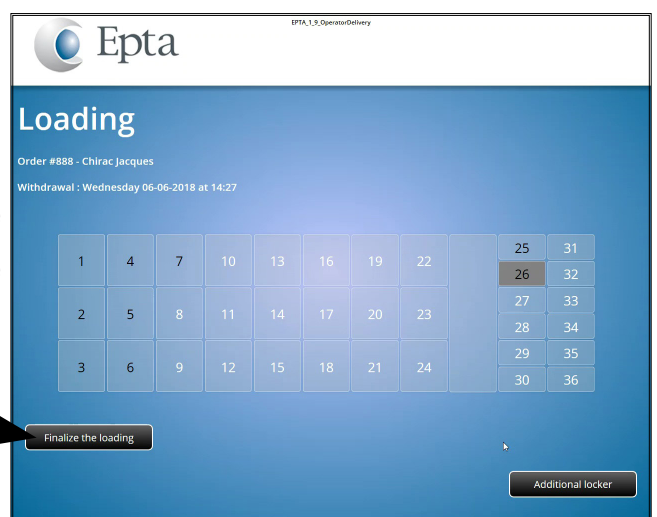 EPTA_1_9_OperatorDelivery
Epta
Loading
Order #888 - Chirac Jacques
Withdrawal : Wednesday 06-06-2018 at 14:27
1 4 7 10 13 16 19 22 25 31
26 32
2 5 8 11 14 17 20 23 27 33
28 34
3 6 9 12 15 18 21 24 29 35
30 36
Finalize the loading
Additional locker